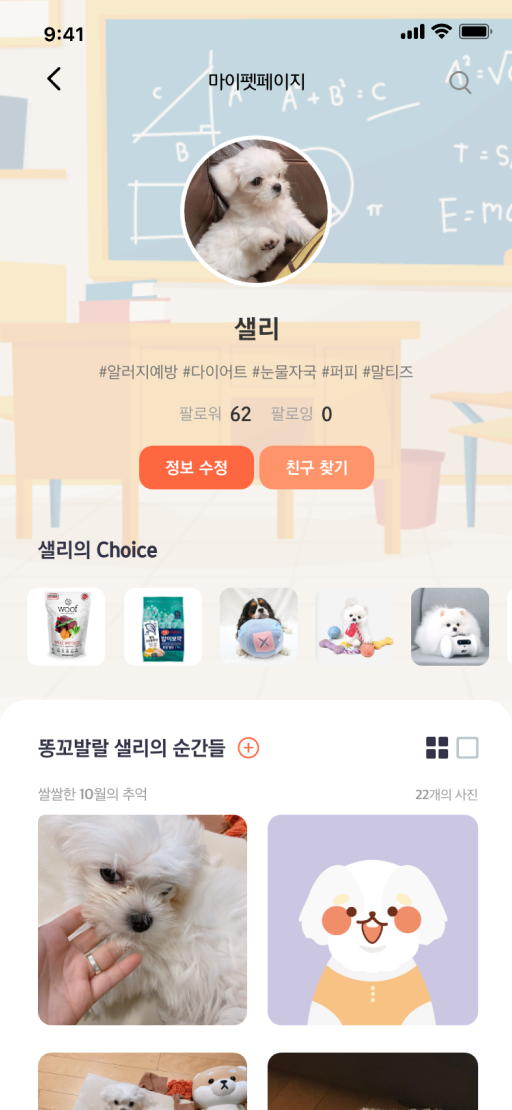 9:41
마이펫페이지
C
A
B
A + B² = C
A² = √
π
T = S
E = m
샐리
#알러지예방 #다이어트 #눈물자국 #퍼피 #말티즈
팔로워 62 팔로잉 0
정보 수정
친구 찾기
샐리의 Choice
woof
똥꼬발랄 샐리의 순간들
쌀쌀한 10월의 추억
22개의 사진